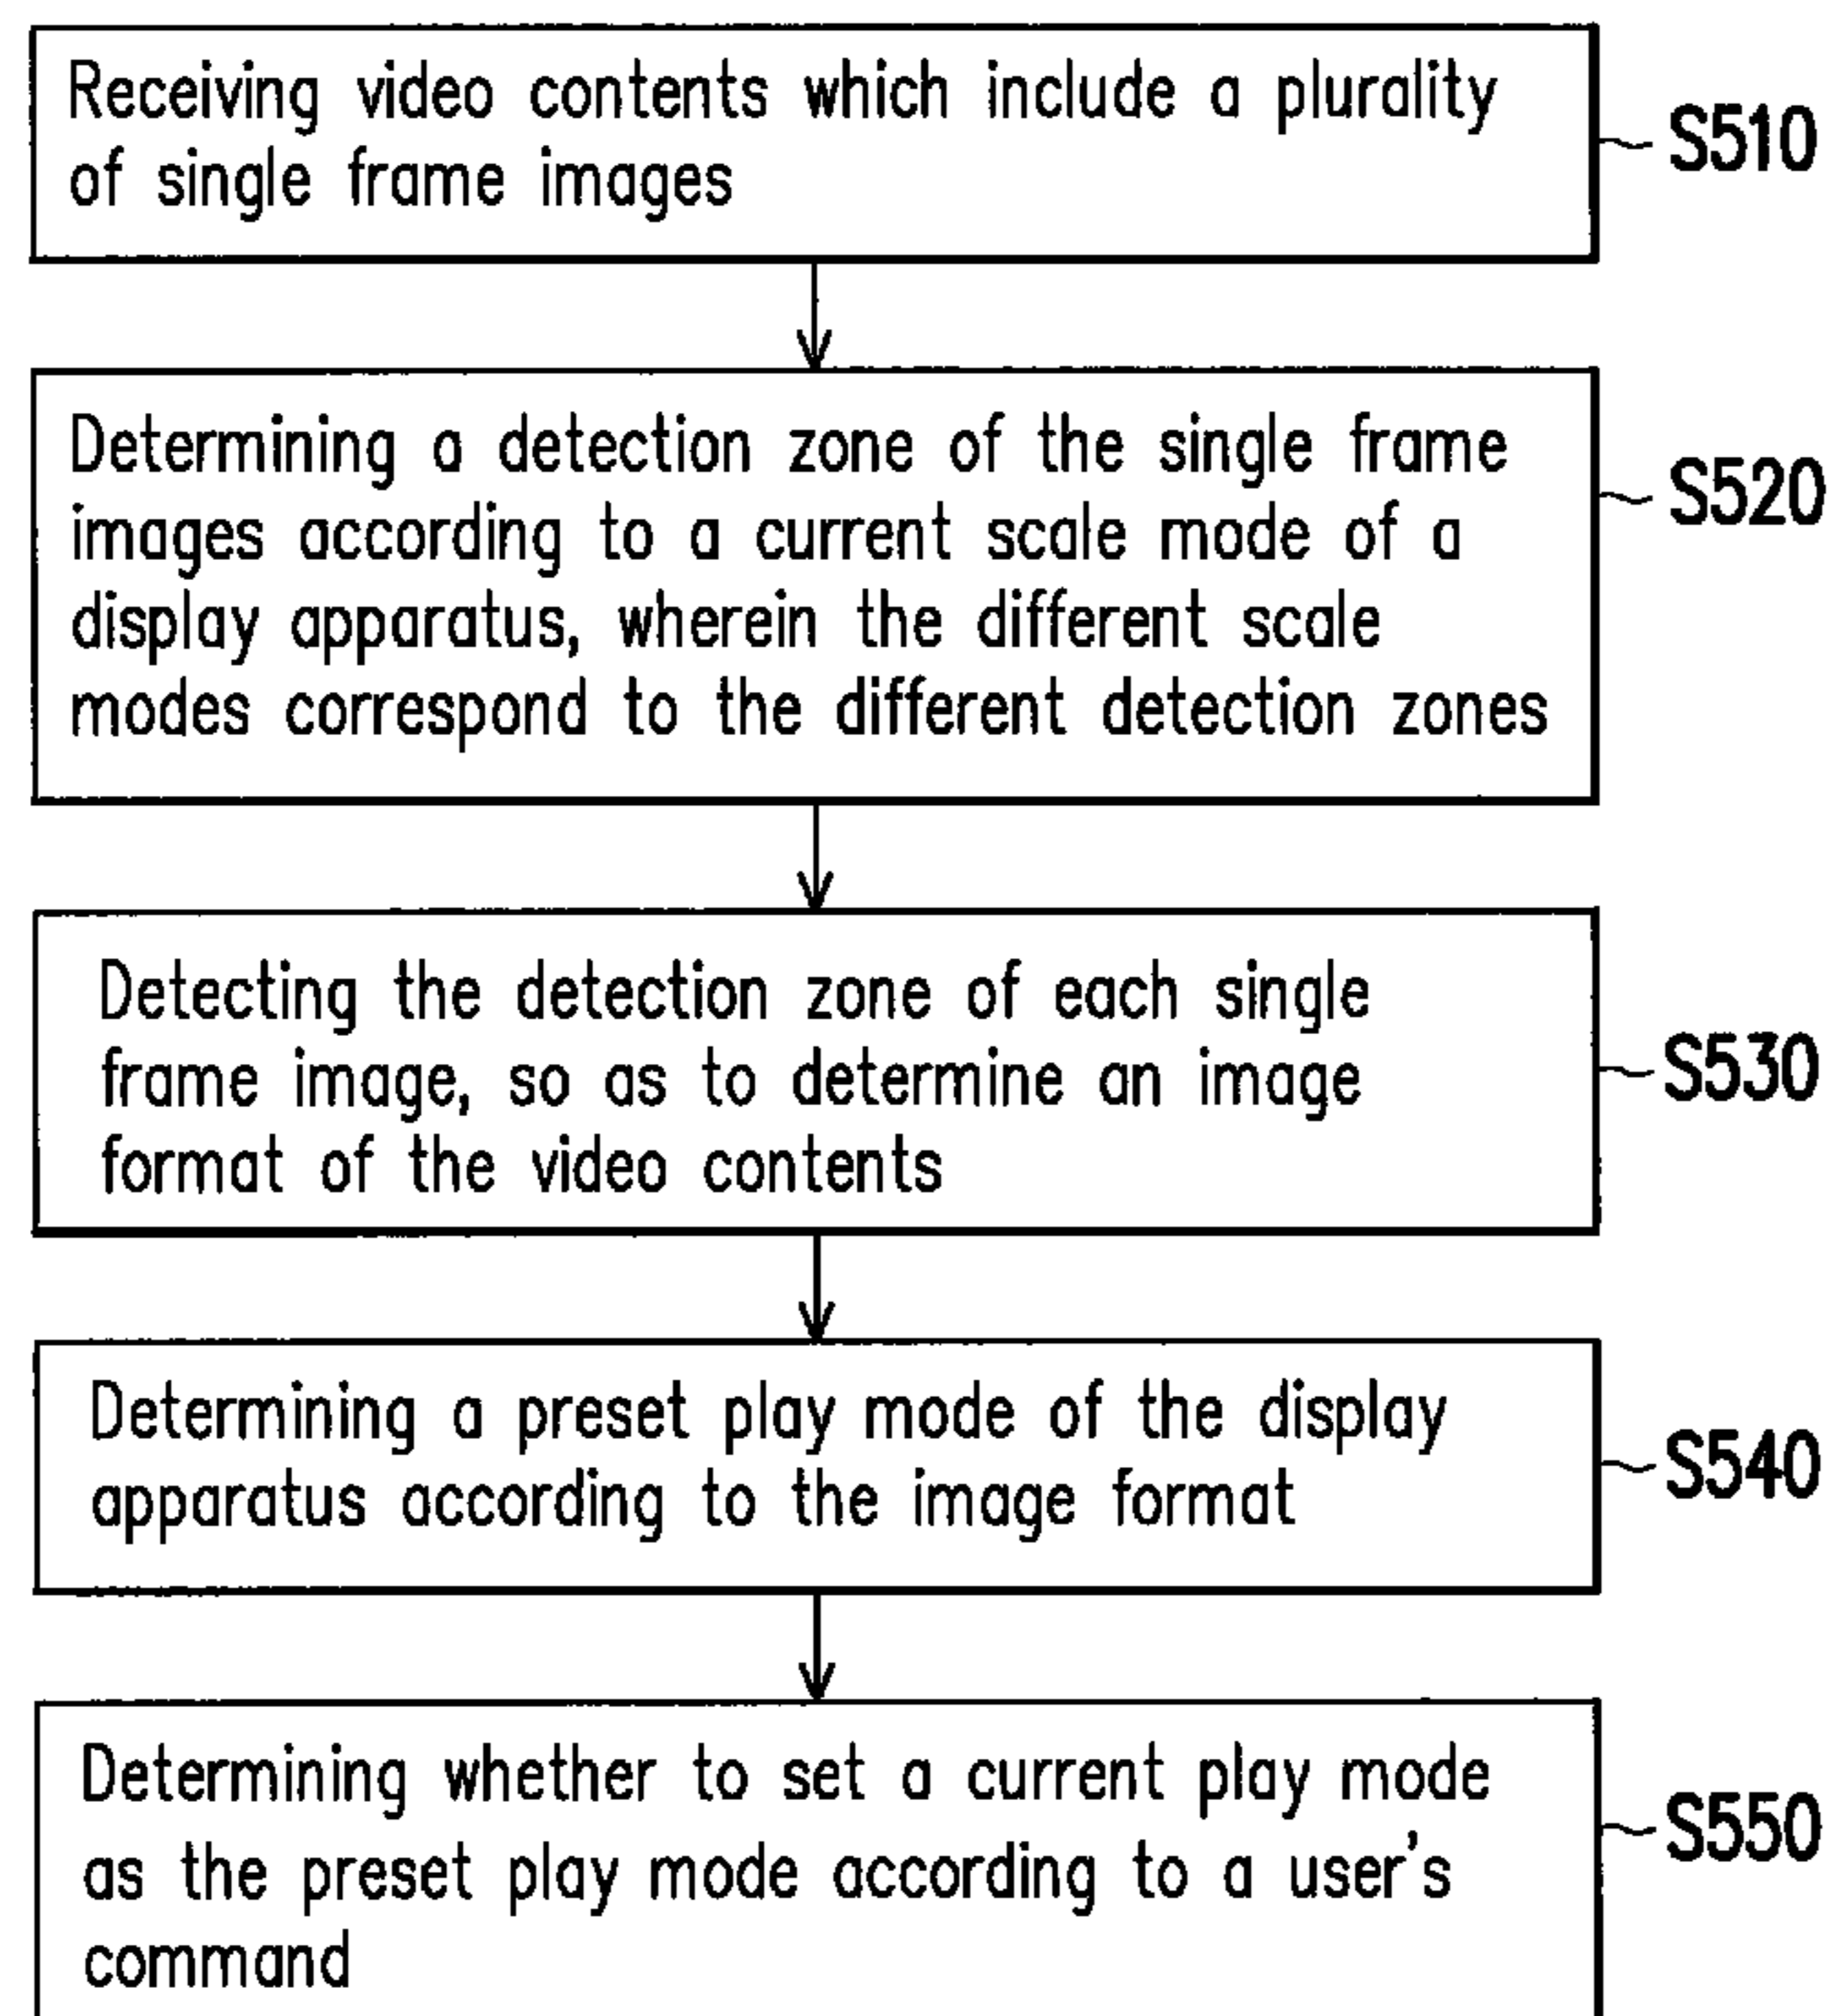 Receiving video contents which include a plurality
of single frame images
S510
Determining a detection zone of the single frame
images according to a current scale mode of a
display apparatus, wherein the different scale
modes correspond to the different detection zones
S520
Detecting the detection zone of each single
frame image, so as to determine an image
format of the video contents
S530
Determining a preset play mode of the display
apparatus according to the image format
S540
Determining whether to set a current play mode
as the preset play mode according to a user's
command
S550